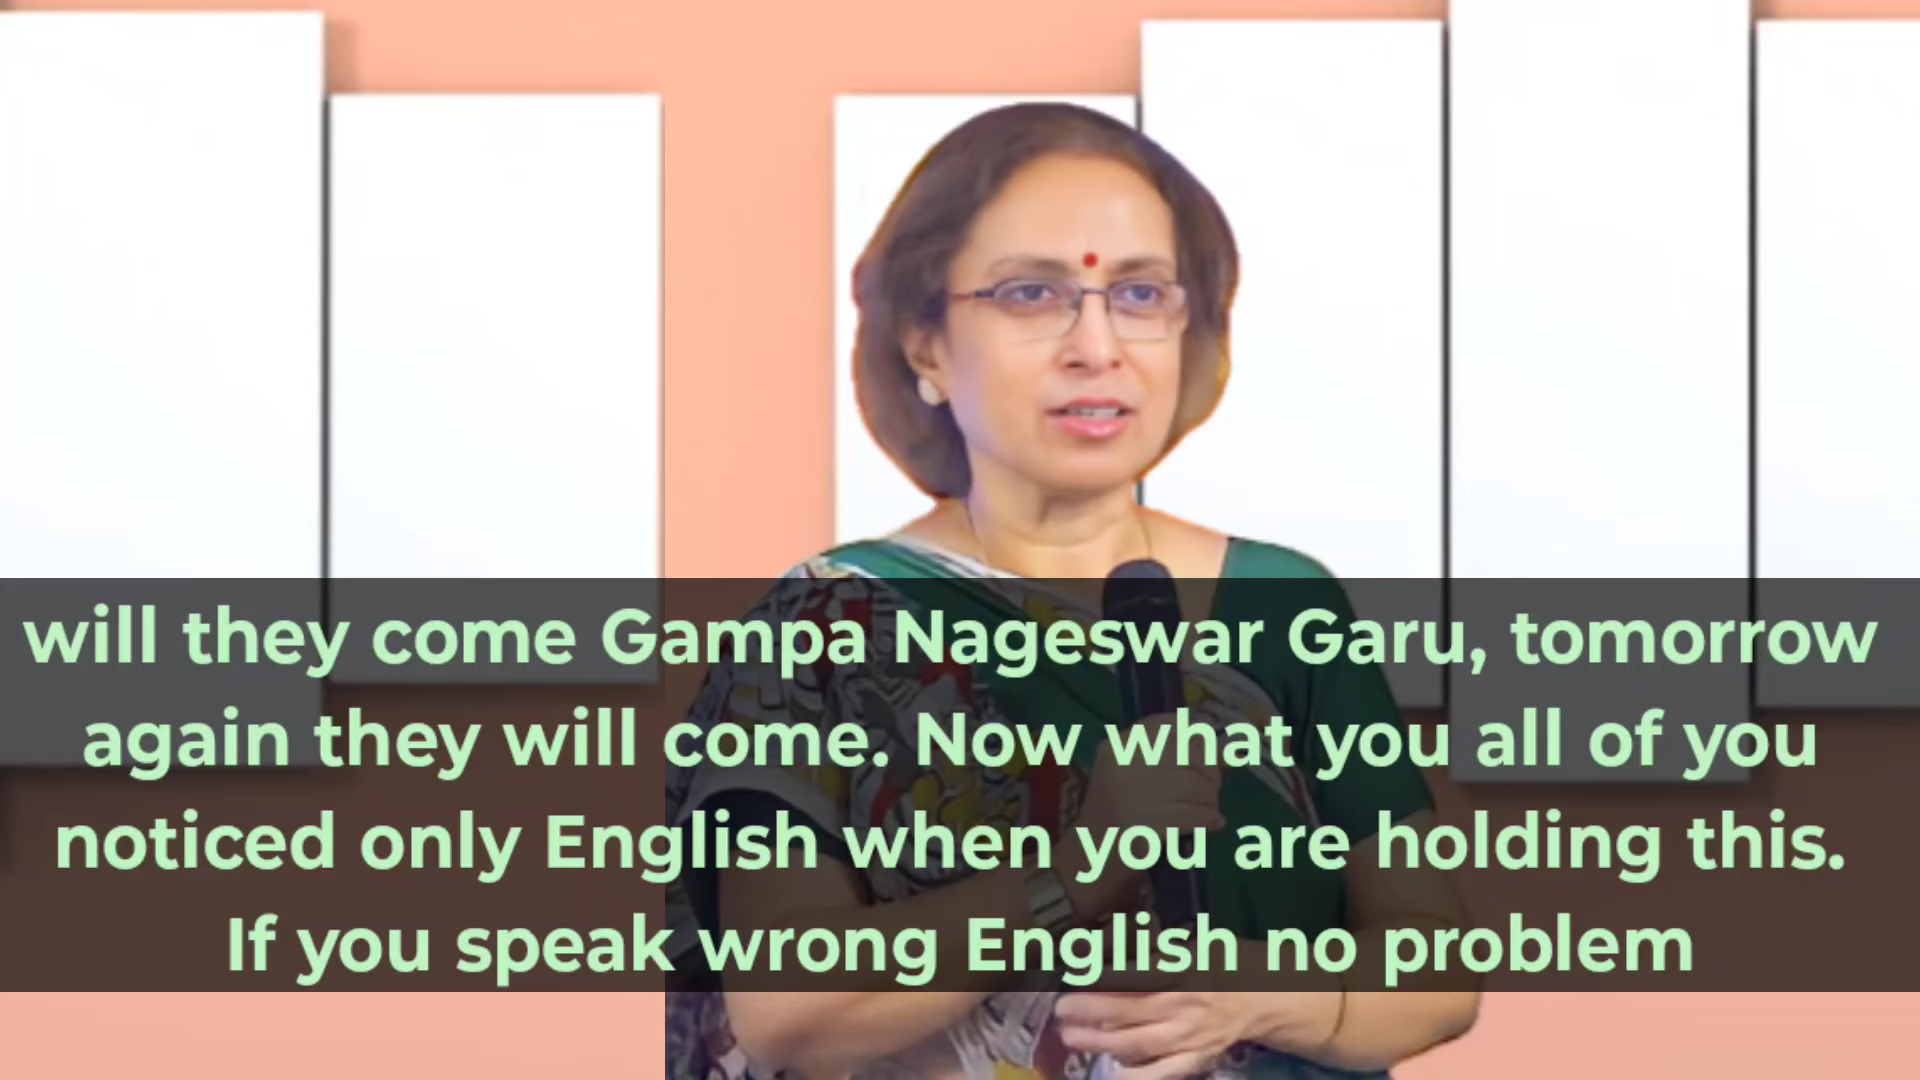 will they come Gampa Nageswar Garu, tomorrow
again they will come. Now what you all of you
noticed only English when you are holding this.
If you speak wrong English no problem